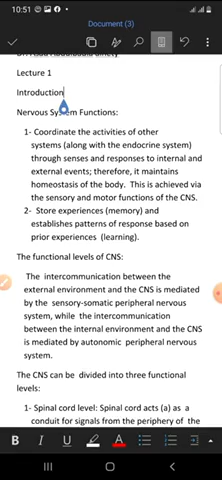 10:51
Document (3)
Lecture 1
Introduction
Nervous System Functions:
1- Coordinate the activities of other
systems (along with the endocrine system)
through senses and responses to internal and
external events; therefore, it maintains
homeostasis of the body. This is achieved via
the sensory and motor functions of the CNS.
2- Store experiences (memory) and
establishes patterns of response based on
prior experiences (learning).
The functional levels of CNS:
The intercommunication between the
external environment and the CNS is mediated
by the sensory-somatic peripheral nervous
system, while the intercommunication
between the internal environment and the CNS
is mediated by autonomic peripheral nervous
system.
The CNS can be divided into three functional
levels:
1- Spinal cord level: Spinal cord acts (a) as a
conduit for signals from the periphery of the
B I U A